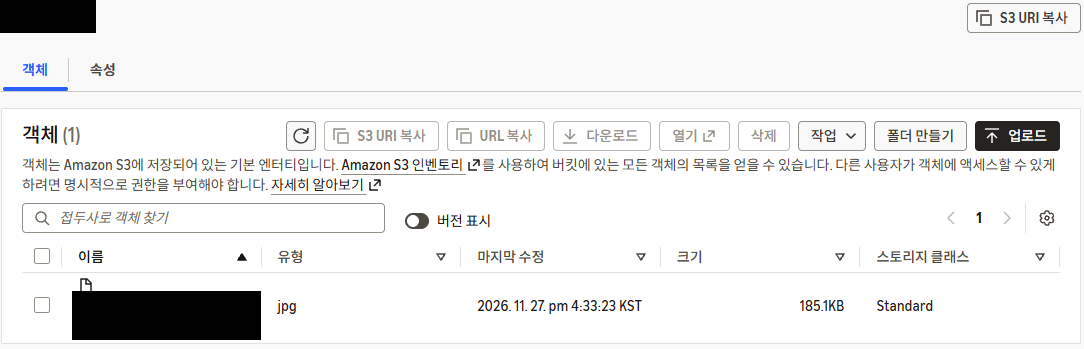 S3 URI 복사
객체 속성
객체 (1) S3 URI 복사 URL 복사 다운로드 열기 삭제 작업 폴더 만들기 업로드
객체는 Amazon S3에 저장되어 있는 기본 엔터티입니다. Amazon S3 인벤토리 를 사용하여 버킷에 있는 모든 객체의 목록을 얻을 수 있습니다. 다른 사용자가 객체에 액세스할 수 있게
하려면 명시적으로 권한을 부여해야 합니다. 자세히 알아보기
접두사로 객체 찾기 버전 표시 1
이름 유형 마지막 수정 크기 스토리지 클래스
jpg 2026. 11. 27. pm 4:33:23 KST 185.1KB Standard